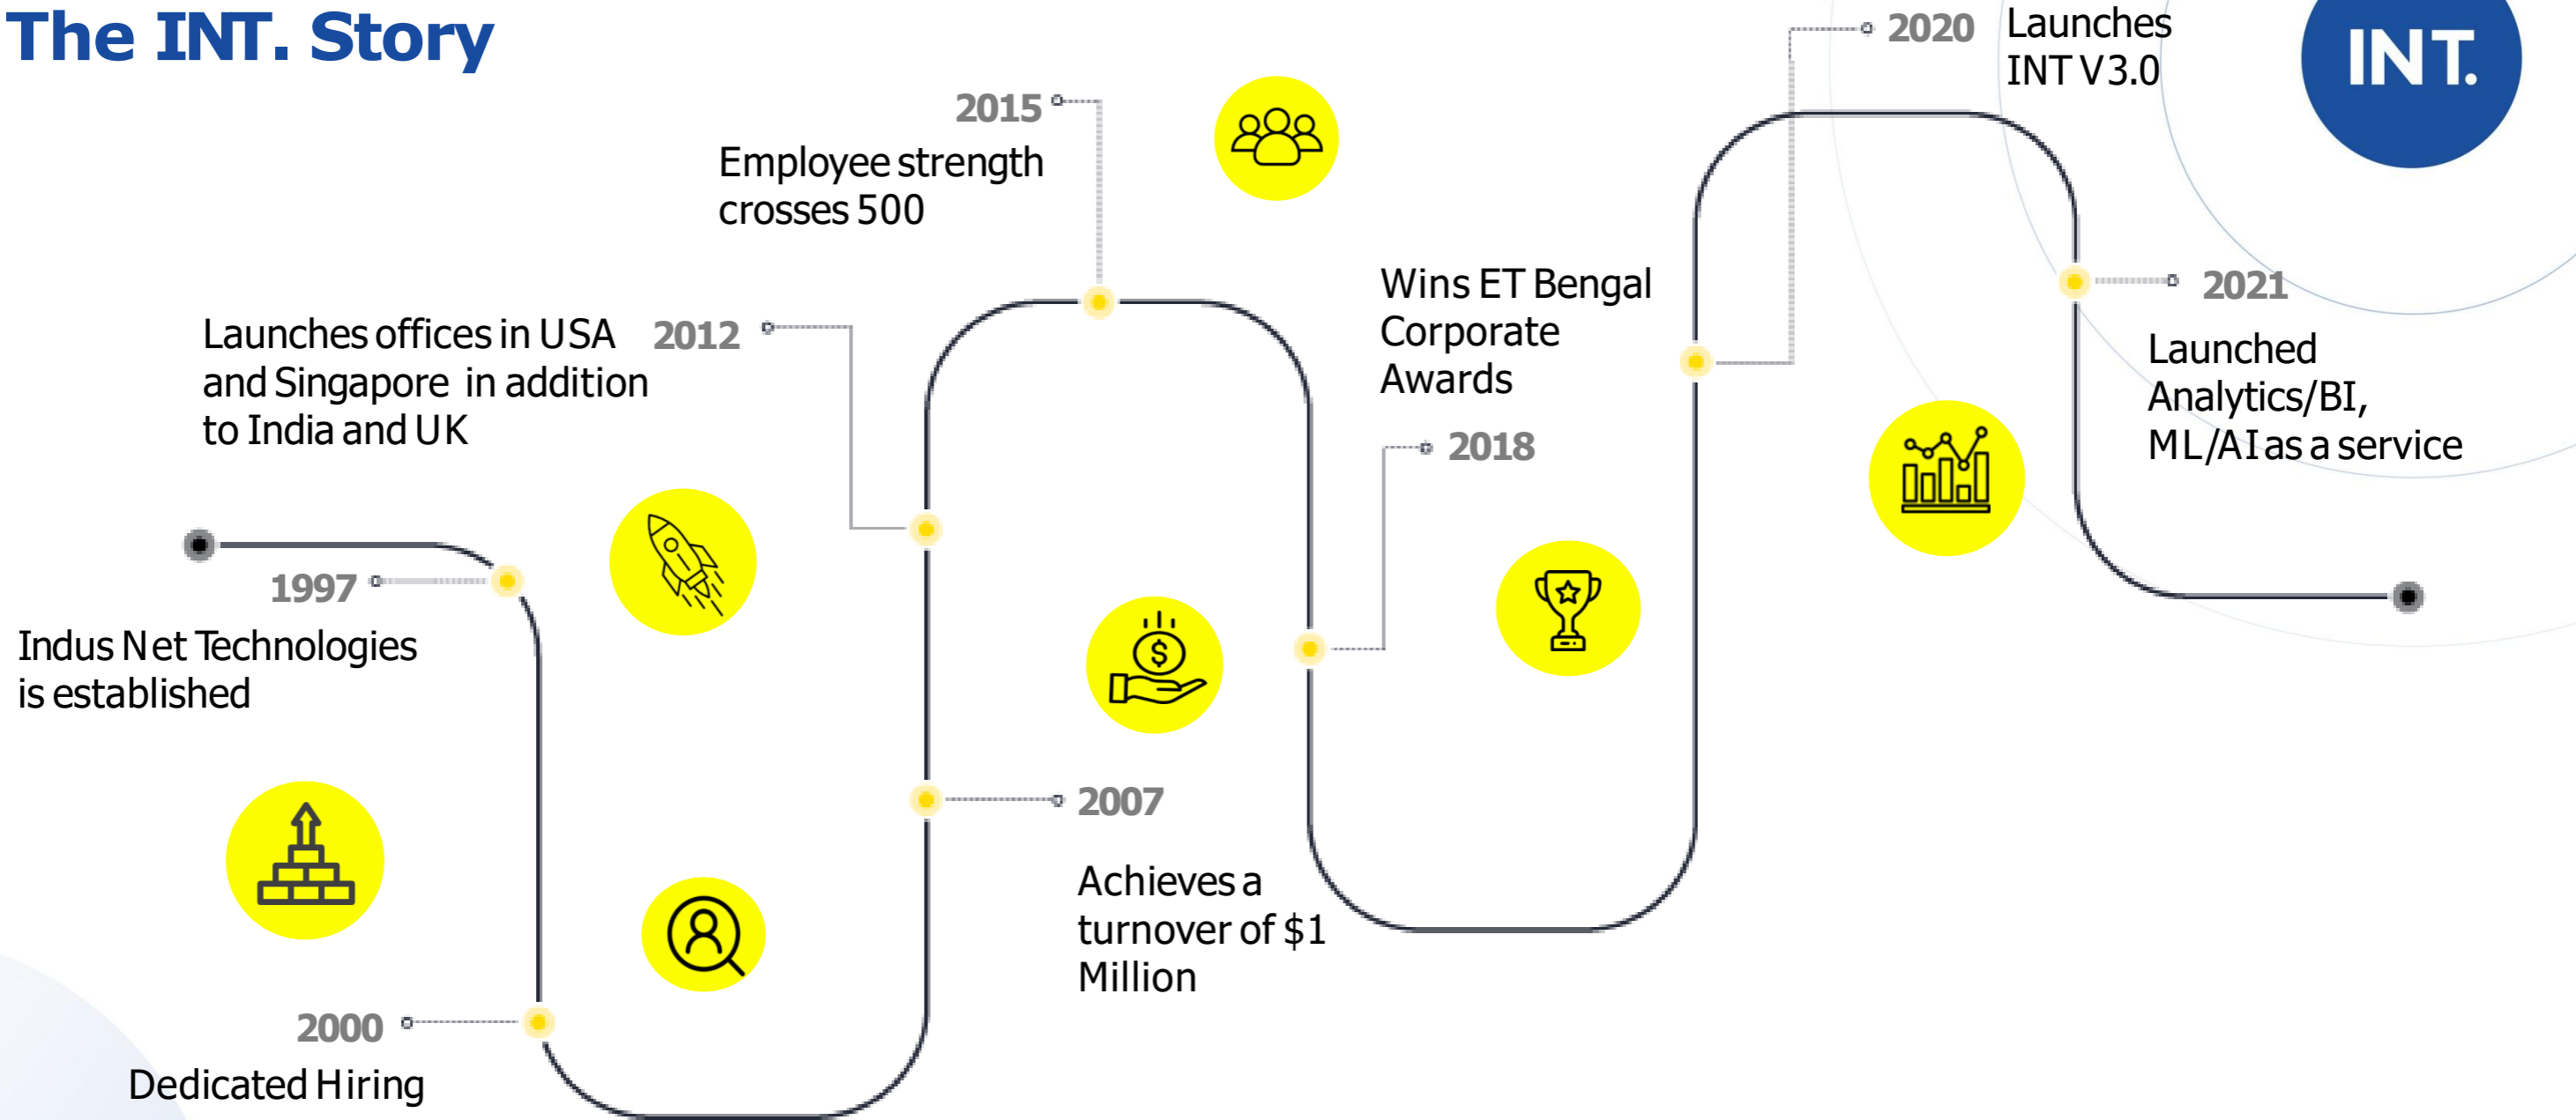 The INT. Story
INT.
1997
Indus Net Technologies
is established
2000
Dedicated Hiring
2007
Achieves a
turnover of $1
Million
2012
Launches offices in USA
and Singapore in addition
to India and UK
2015
Employee strength
crosses 500
2018
Wins ET Bengal
Corporate
Awards
2020
Launches
INT V3.0
2021
Launched
Analytics/BI,
ML/AI as a service
$